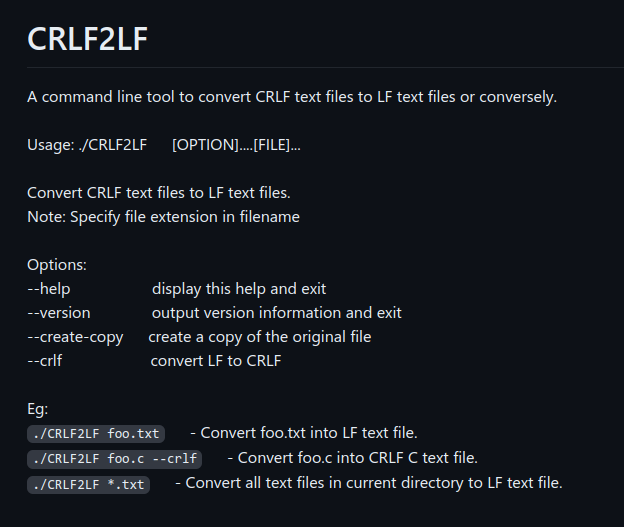 CRLF2LF
A command line tool to convert CRLF text files to LF text files or conversely.
Usage: ./CRLF2LF [OPTION]....[FILE]...
Convert CRLF text files to LF text files.
Note: Specify file extension in filename
Options:
--help display this help and exit
--version output version information and exit
--create-copy create a copy of the original file
--crlf convert LF to CRLF
Eg:
./CRLF2LF foo.txt - Convert foo.txt into LF text file.
./CRLF2LF foo.c --crlf - Convert foo.c into CRLF C text file.
./CRLF2LF *.txt - Convert all text files in current directory to LF text file.